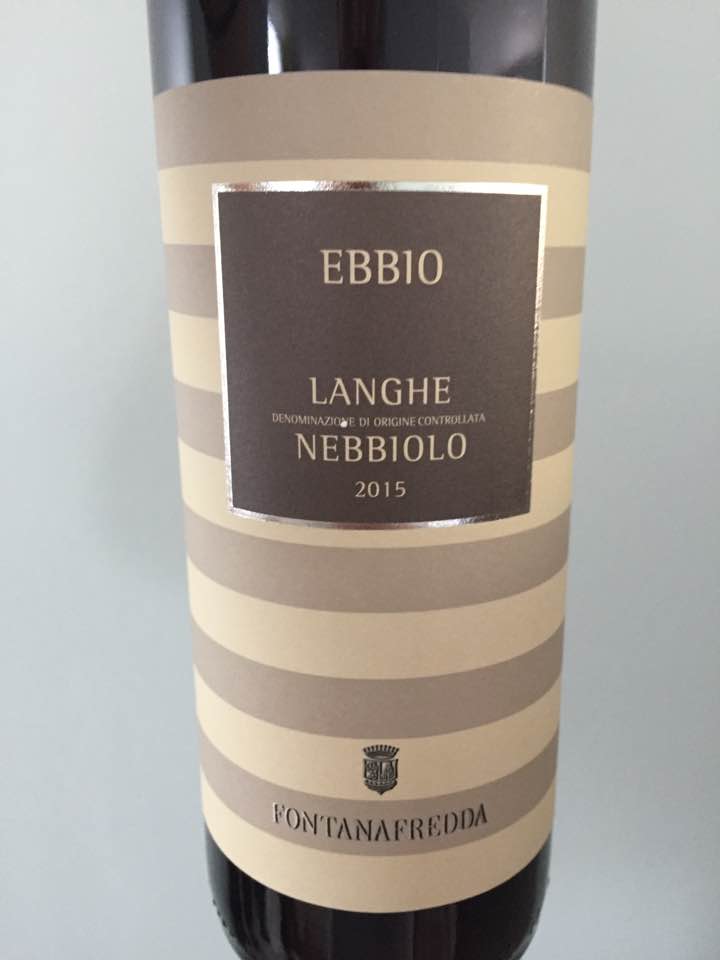 EBBIO
LANGHE
DENOMINAZIONE DI ORIGINE CONTROLLATA
NEBBIOLO
2015
FONTANAFREDDA